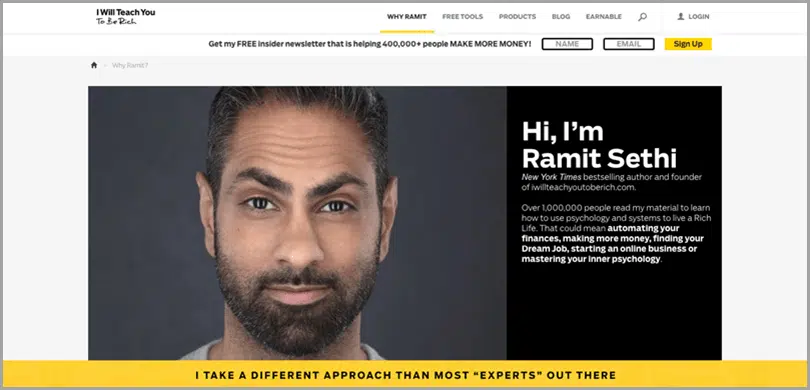 I Will Teach You
To Be Rich
WHY RAMIT FREE TOOLS PRODUCTS BLOG EARNABLE LOGIN
Get my FREE insider newsletter that is helping 400,000+ people MAKE MORE MONEY! NAME EMAIL Sign Up
Why Ramit?
Hi, I'm
Ramit Sethi
New York Times bestselling author and founder
of iwillteachyoutoberich.com.
Over 1,000,000 people read my material to learn
how to use psychology and systems to live a Rich
Life. That could mean automating your
finances, making more money, finding your
Dream Job, starting an online business or
mastering your inner psychology.
I TAKE A DIFFERENT APPROACH THAN MOST “EXPERTS” OUT THERE